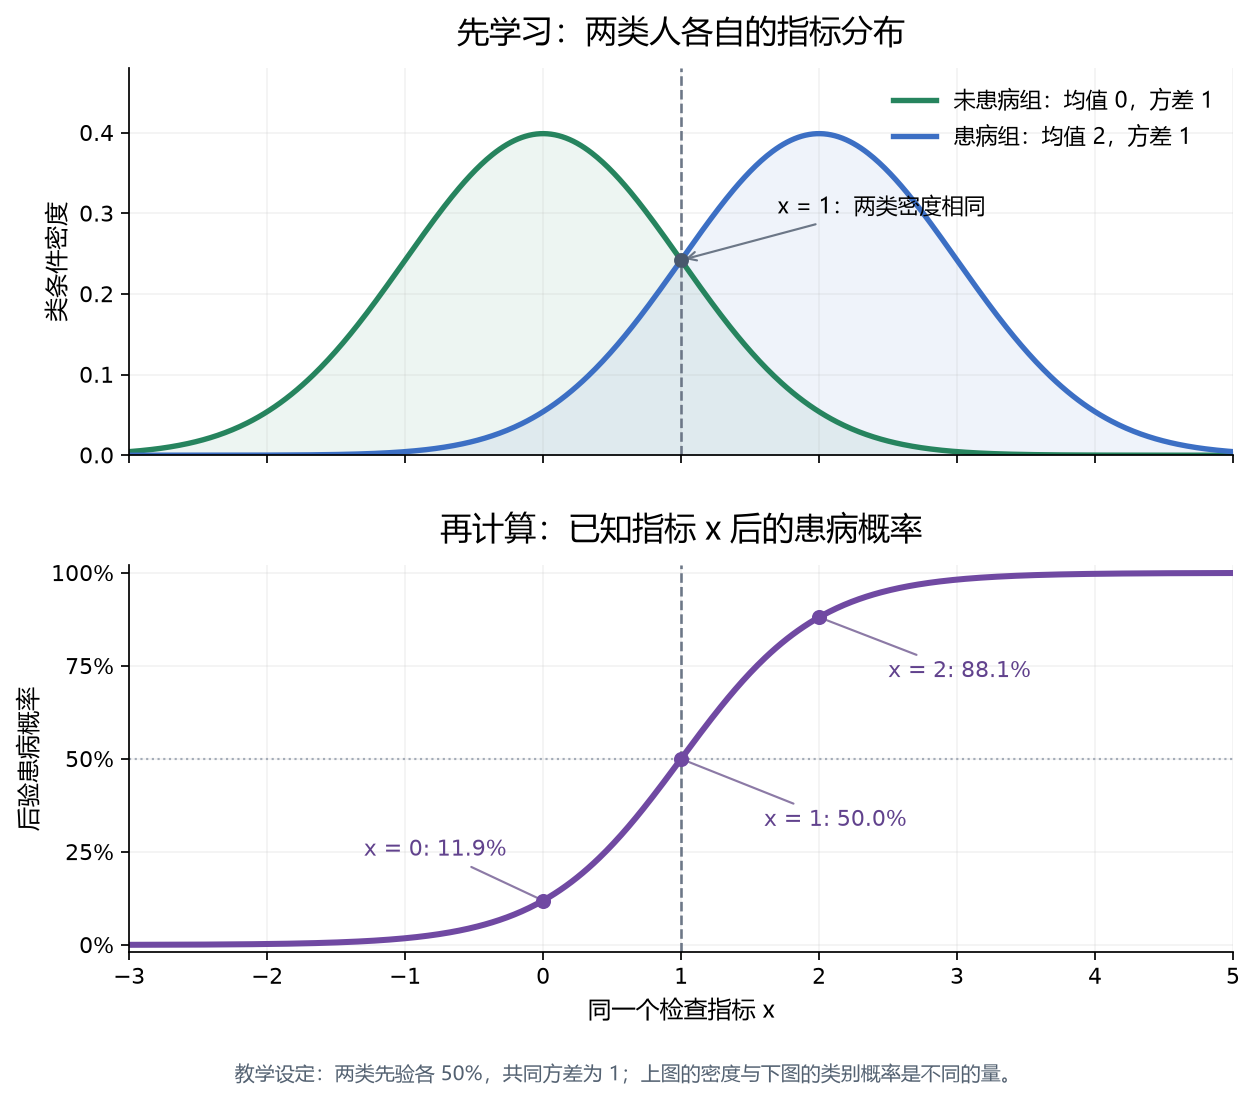 先学习：两类人各自的指标分布
未患病组：均值 0，方差 1
患病组：均值 2，方差 1
x = 1：两类密度相同
类条件密度
0.4
0.3
0.2
0.1
0.0
再计算：已知指标 x 后的患病概率
后验患病概率
100%
75%
50%
25%
0%
x = 2: 88.1%
x = 1: 50.0%
x = 0: 11.9%
−3 −2 −1 0 1 2 3 4 5
同一个检查指标 x
教学设定：两类先验各 50%，共同方差为 1；上图的密度与下图的类别概率是不同的量。